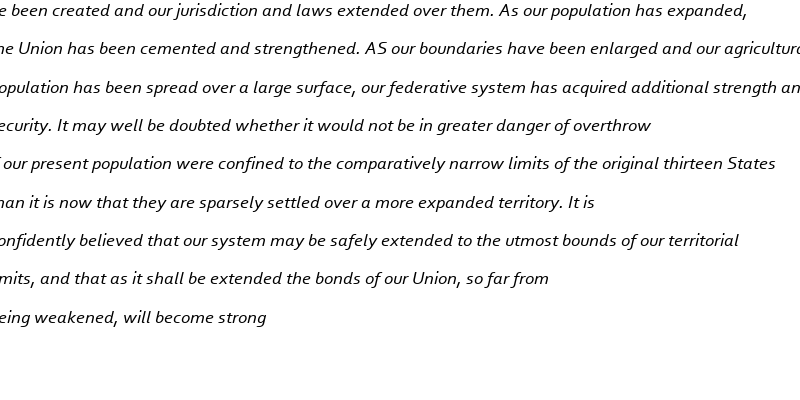 e been created and our jurisdiction and laws extended over them. As our population has expanded,
he Union has been cemented and strengthened. AS our boundaries have been enlarged and our agricultura
opulation has been spread over a large surface, our federative system has acquired additional strength an
ecurity. It may well be doubted whether it would not be in greater danger of overthrow
our present population were confined to the comparatively narrow limits of the original thirteen States
han it is now that they are sparsely settled over a more expanded territory. It is
onfidently believed that our system may be safely extended to the utmost bounds of our territorial
mits, and that as it shall be extended the bonds of our Union, so far from
eing weakened, will become strong